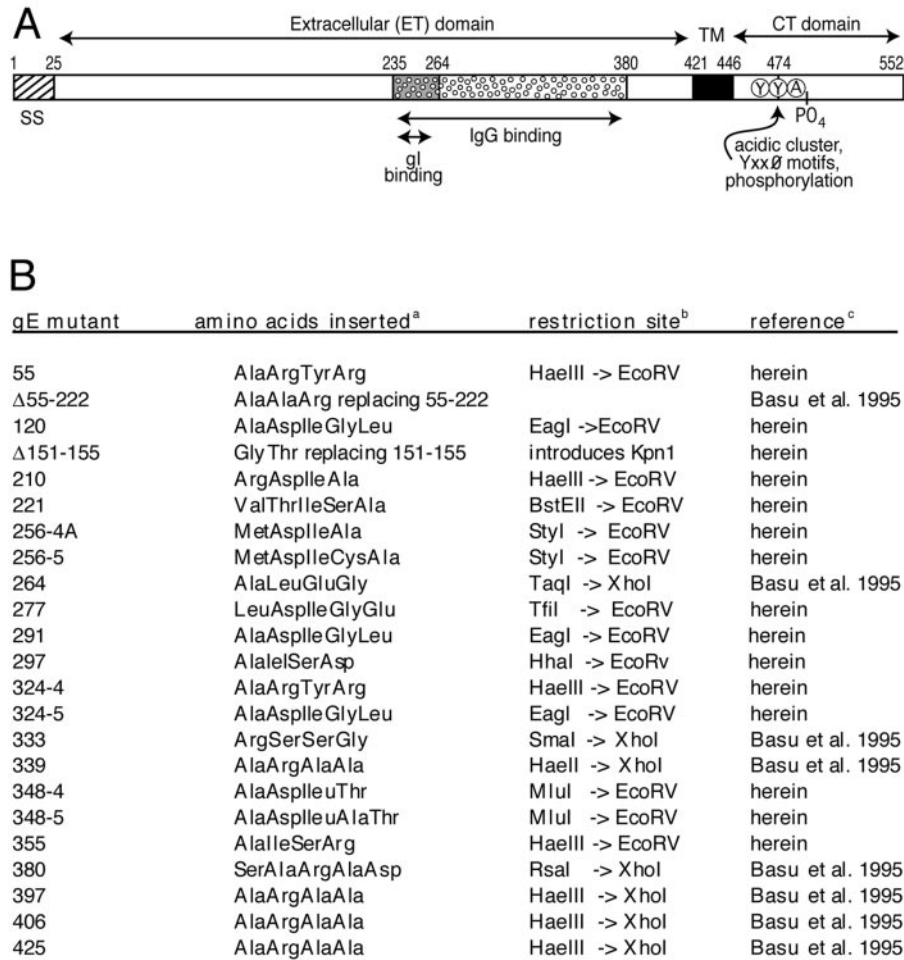 A
Extracellular (ET) domain TM CT domain
1 25 235 264 380 421 446 474 552
Y Y A
SS PO4
IgG binding
gI
binding
acidic cluster,
YxxØ motifs,
phosphorylation
B
gE mutant amino acids inserted^a restriction site^b reference^c
55 AlaArgTyrArg HaeIII -> EcoRV herein
Δ55-222 AlaAlaArg replacing 55-222 Basu et al. 1995
120 AlaAspIleGlyLeu EagI ->EcoRV herein
Δ151-155 GlyThr replacing 151-155 introduces Kpn1 herein
210 ArgAspIleAla HaeIII -> EcoRV herein
221 ValThrIleSerAla BstEII -> EcoRV herein
256-4A MetAspIleAla StyI -> EcoRV herein
256-5 MetAspIleCysAla StyI -> EcoRV herein
264 AlaLeuGluGly TaqI -> XhoI Basu et al. 1995
277 LeuAspIleGlyGlu TfiI -> EcoRV herein
291 AlaAspIleGlyLeu EagI -> EcoRV herein
297 AlaIelSerAsp HhaI -> EcoRv herein
324-4 AlaArgTyrArg HaeIII -> EcoRV herein
324-5 AlaAspIleGlyLeu EagI -> EcoRV herein
333 ArgSerSerGly SmaI -> XhoI Basu et al. 1995
339 AlaArgAlaAla HaeII -> XhoI Basu et al. 1995
348-4 AlaAspIleuThr MluI -> EcoRV herein
348-5 AlaAspIleuAlaThr MluI -> EcoRV herein
355 AlaIleSerArg HaeIII -> EcoRV herein
380 SerAlaArgAlaAsp RsaI -> XhoI Basu et al. 1995
397 AlaArgAlaAla HaeIII -> XhoI Basu et al. 1995
406 AlaArgAlaAla HaeIII -> XhoI Basu et al. 1995
425 AlaArgAlaAla HaeIII -> XhoI Basu et al. 1995